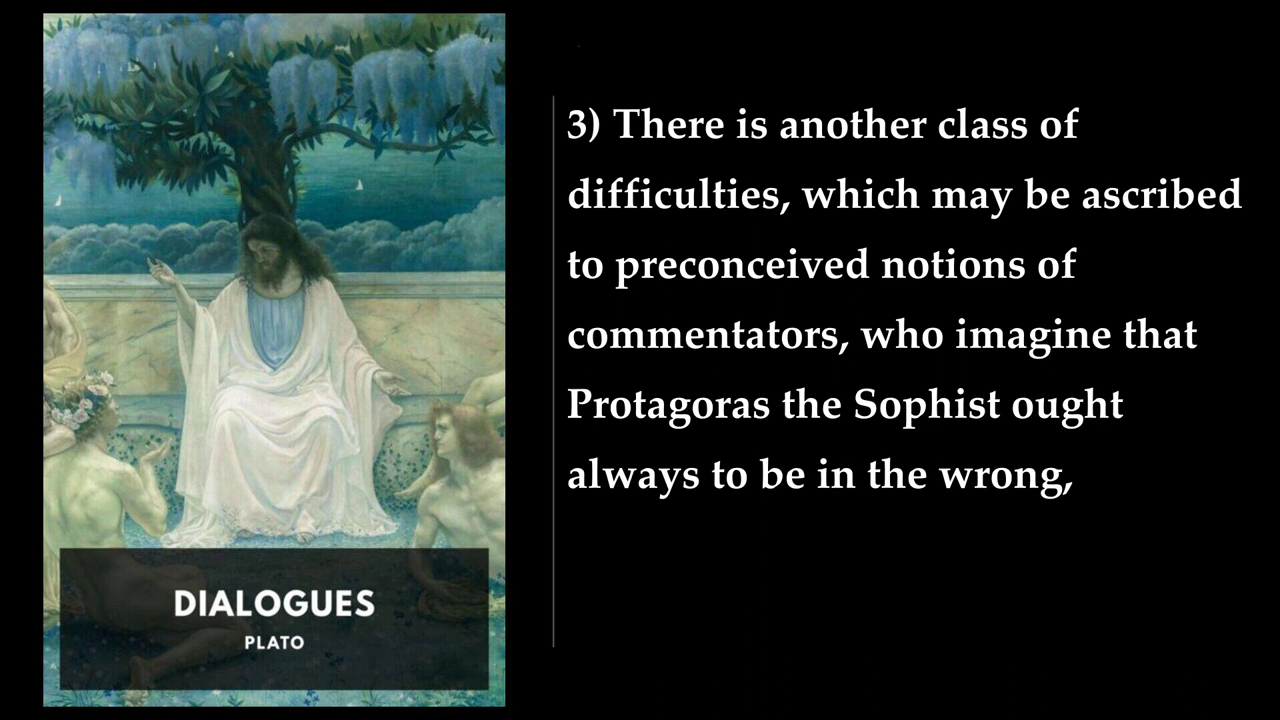 3) There is another class of
difficulties, which may be ascribed
to preconceived notions of
commentators, who imagine that
Protagoras the Sophist ought
always to be in the wrong,
DIALOGUES
PLATO